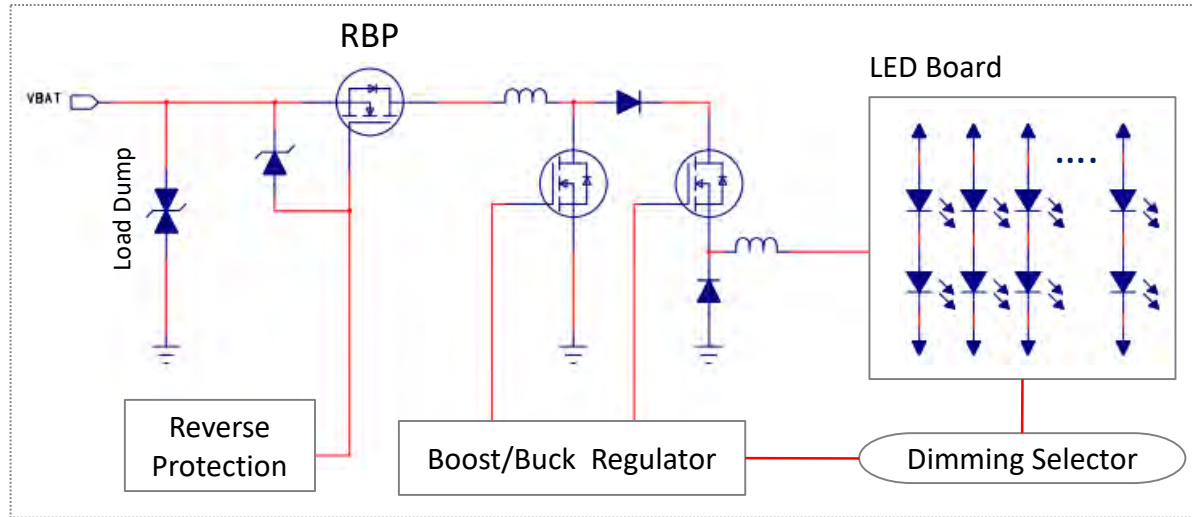 RBP
LED Board
VBAT
Load Dump
....
Reverse
Protection
Boost/Buck Regulator
Dimming Selector